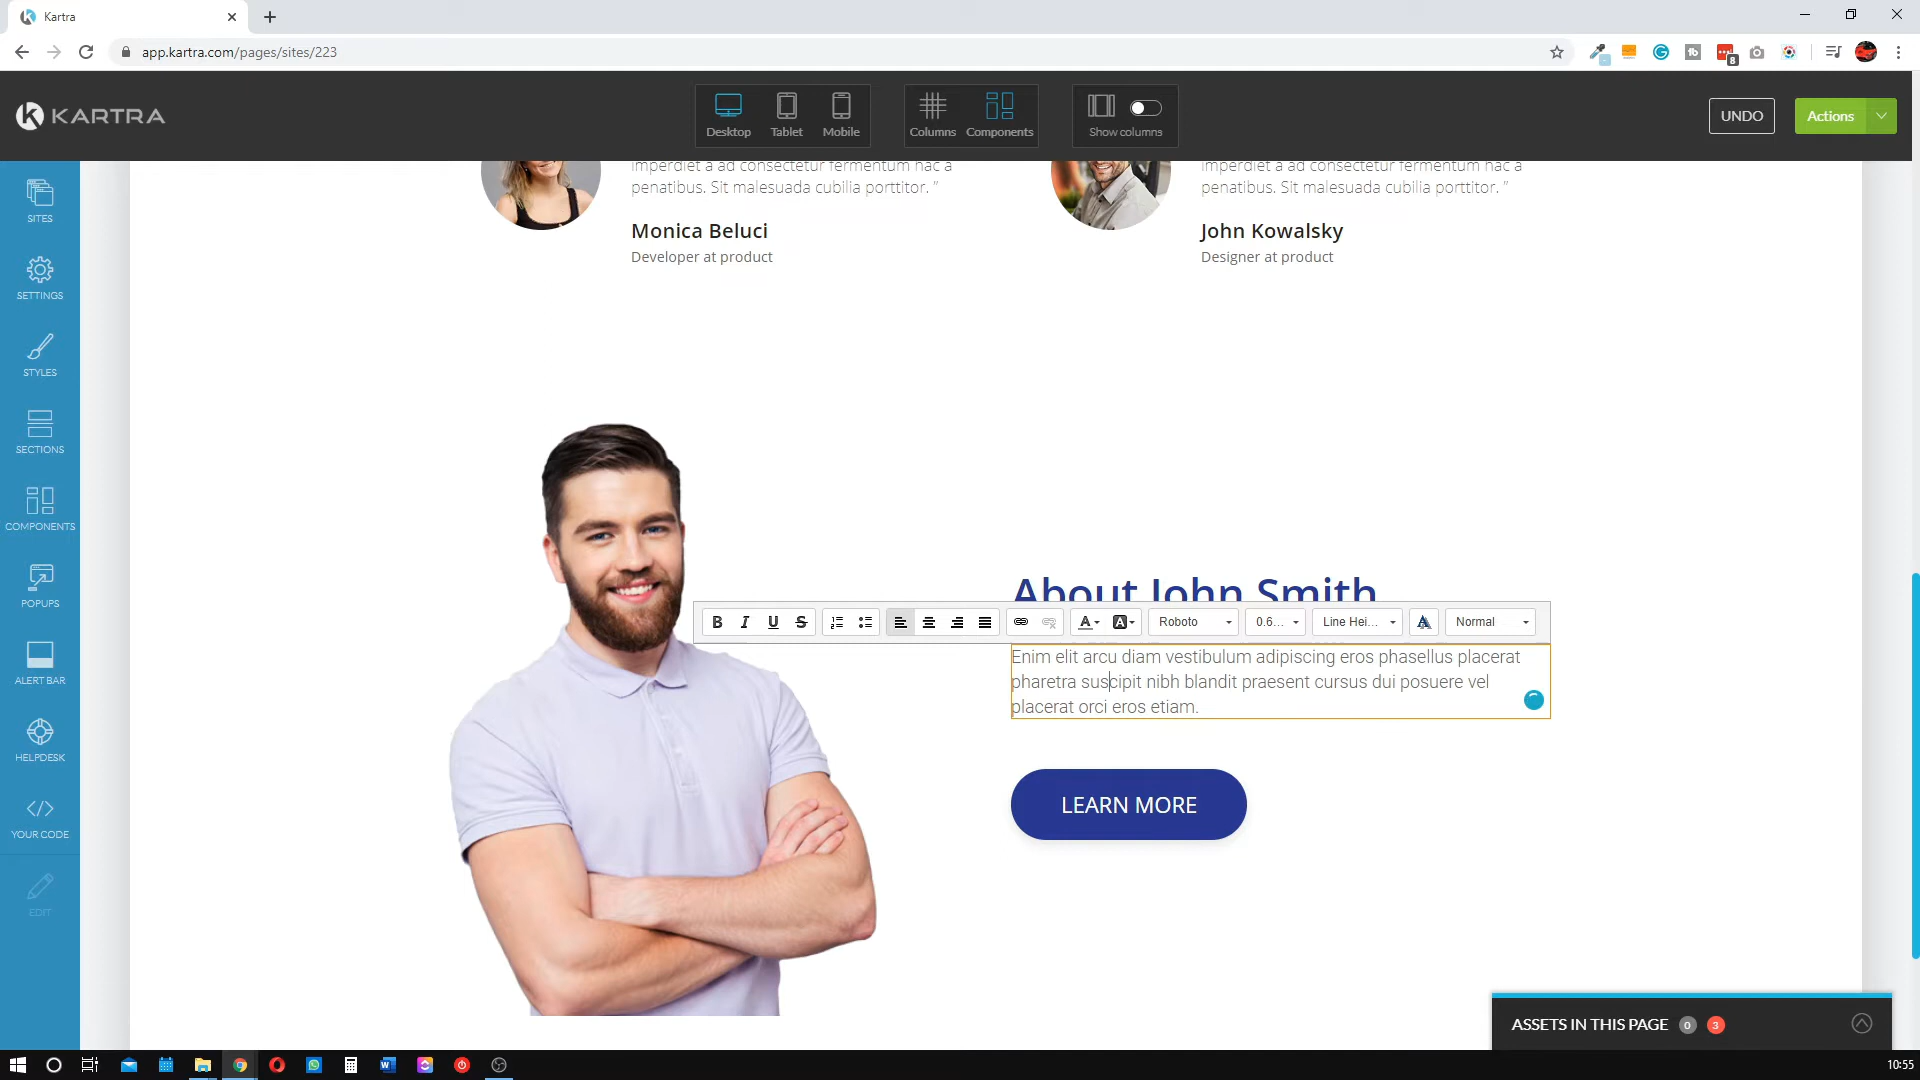 Kartra
app.kartra.com/pages/sites/223
8
KARTRA
Desktop
Tablet
Mobile
Columns
Components
Show columns
UNDO
Actions
SITES
SETTINGS
STYLES
SECTIONS
COMPONENTS
POPUPS
ALERT BAR
HELPDESK
YOUR CODE
EDIT
imperdiet a ad consectetur fermentum hac a
penatibus. Sit malesuada cubilia porttitor. ”
Monica Beluci
Developer at product
imperdiet a ad consectetur fermentum hac a
penatibus. Sit malesuada cubilia porttitor. ”
John Kowalsky
Designer at product
About John Smith
B I U S
A A Roboto 0.6... Line Hei... A Normal
Enim elit arcu diam vestibulum adipiscing eros phasellus placerat
pharetra suscipit nibh blandit praesent cursus dui posuere vel
placerat orci eros etiam.
LEARN MORE
ASSETS IN THIS PAGE 0 3
10:55